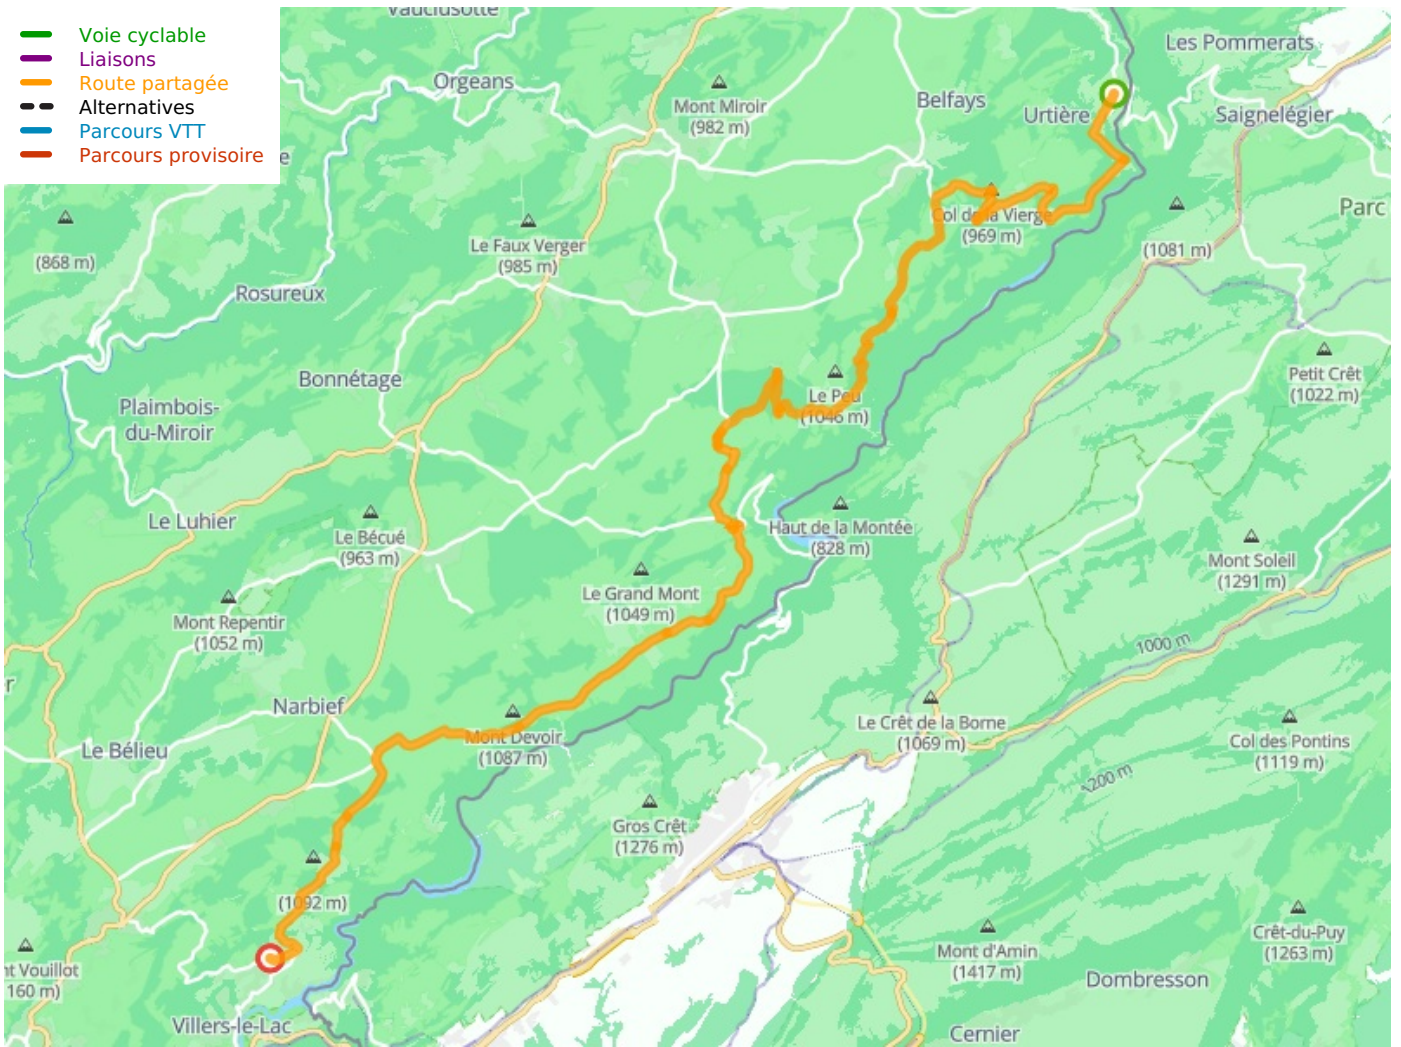 Voie cyclable
Liaisons
Route partagée
Alternatives
Parcours VTT
Parcours provisoire
Vauclusotte
Les Pommerats
Orgeans
Mont Miroir
(982 m)
Belfays
Urtière
Saignelégier
e
Parc
Col de la Vierge
(969 m)
Le Faux Verger
(985 m)
(868 m)
(1081 m)
Rosureux
Bonnétage
Petit Crêt
(1022 m)
Le Peu
(1046 m)
Plaimbois-
du-Miroir
Le Luhier
Le Bécué
(963 m)
Haut de la Montée
(828 m)
Mont Soleil
(1291 m)
Le Grand Mont
(1049 m)
Mont Repentir
(1052 m)
1000 m
r
Narbief
Le Crêt de la Borne
(1069 m)
Mont Devoir
(1087 m)
Le Bélieu
Col des Pontins
(1119 m)
1200 m
Gros Crêt
(1276 m)
(1092 m)
Crêt-du-Puy
(1263 m)
Mont d'Amin
(1417 m)
nt Vouillot
160 m)
Dombresson
Villers-le-Lac
Cernier